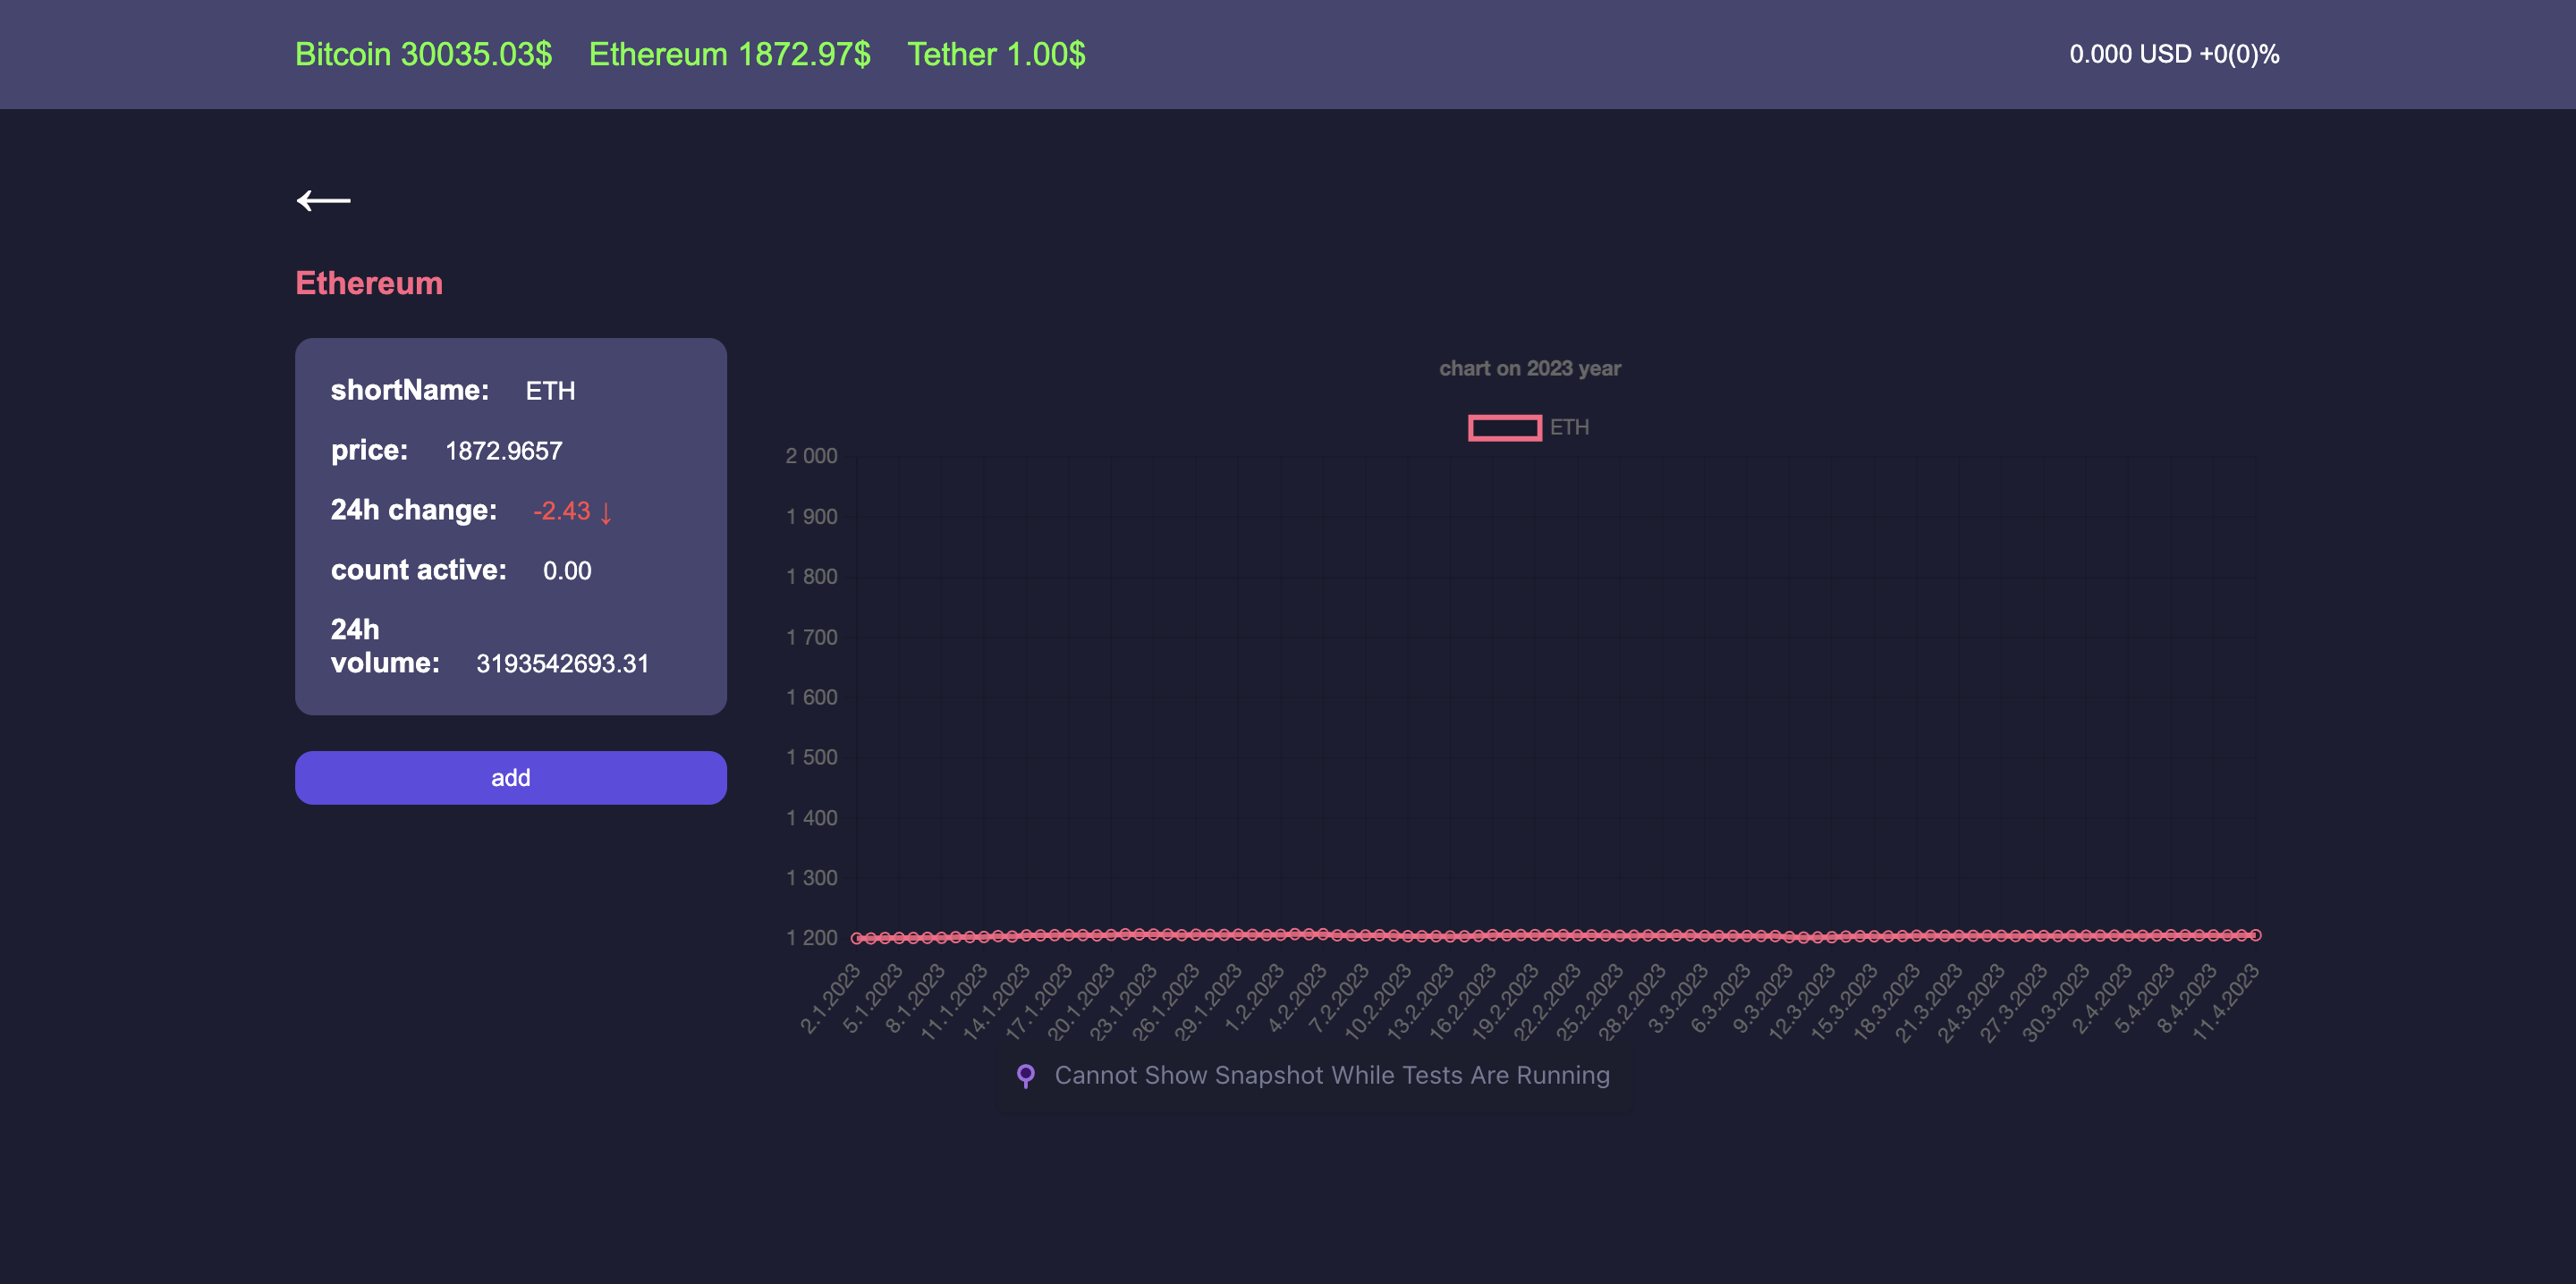 Bitcoin 30035.03$ Ethereum 1872.97$ Tether 1.00$ 0.000 USD +0(0)%
←
Ethereum
shortName: ETH
price: 1872.9657
24h change: -2.43 ↓
count active: 0.00
24h
volume: 3193542693.31
add
chart on 2023 year
ETH
2 000
1 900
1 800
1 700
1 600
1 500
1 400
1 300
1 200
2.1.2023 5.1.2023 8.1.2023 11.1.2023 14.1.2023 17.1.2023 20.1.2023 23.1.2023 26.1.2023 29.1.2023 1.2.2023 4.2.2023 7.2.2023 10.2.2023 13.2.2023 16.2.2023 19.2.2023 22.2.2023 25.2.2023 28.2.2023 3.3.2023 6.3.2023 9.3.2023 12.3.2023 15.3.2023 18.3.2023 21.3.2023 24.3.2023 27.3.2023 30.3.2023 2.4.2023 5.4.2023 8.4.2023 11.4.2023
Cannot Show Snapshot While Tests Are Running